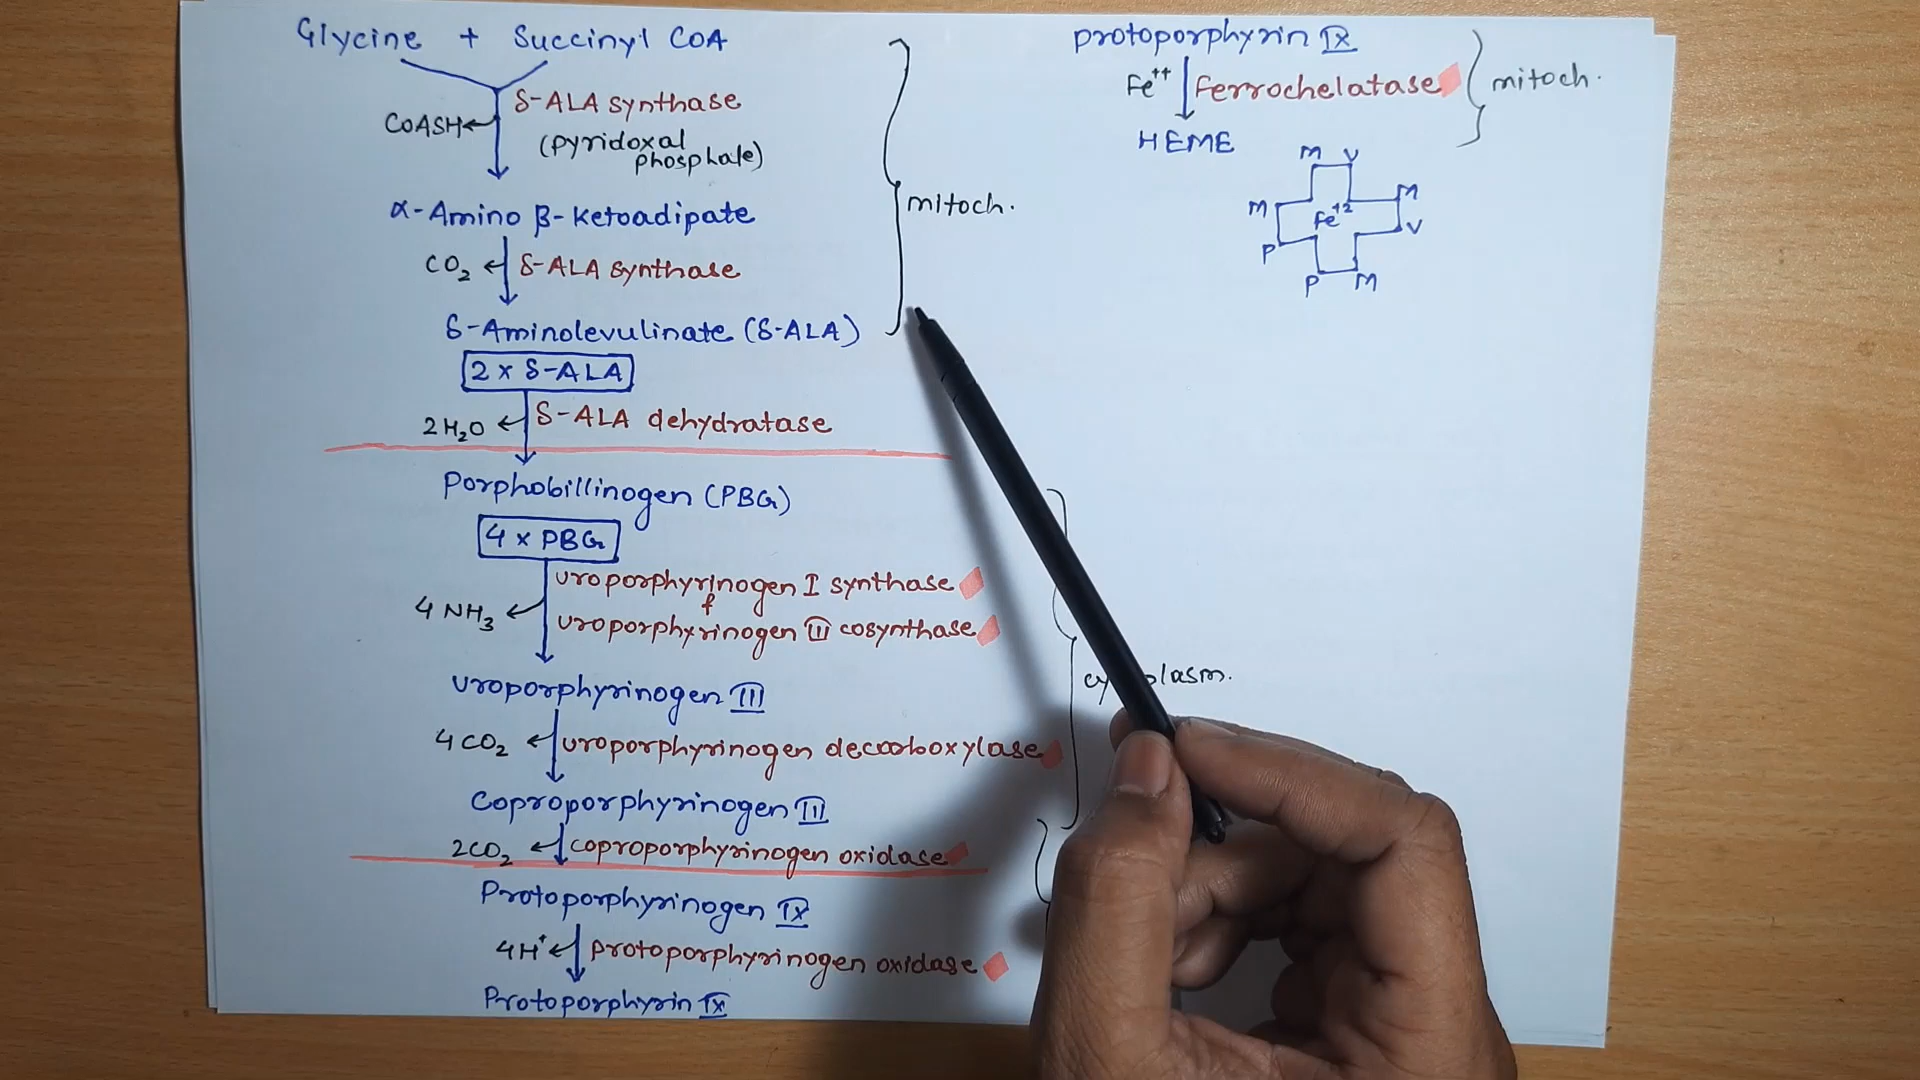 Glycine + Succinyl COA
δ-ALA synthase
COASH
(pyridoxal
phosphate)
α-Amino β-ketoadipate
CO2
δ-ALA synthase
δ-Aminolevulinate (δ-ALA)
2 x δ-ALA
δ-ALA dehydratase
2H2O
Porphobillinogen (PBG)
4 x PBG
uroporphyrinogen I synthase
4 NH3
uroporphyrinogen III cosynthase
Uroporphyrinogen III
4 CO2
uroporphyrinogen decarboxylase
Coproporphyrinogen III
2CO2
coproporphyrinogen oxidase
Protoporphyrinogen IX
4H+
protoporphyrinogen oxidase
Protoporphyrin IX
mitoch.
protoporphyrin IX
Fe++
Ferrochelatase
mitoch.
HEME
M V
M
M
Fe+2
V
P
P M